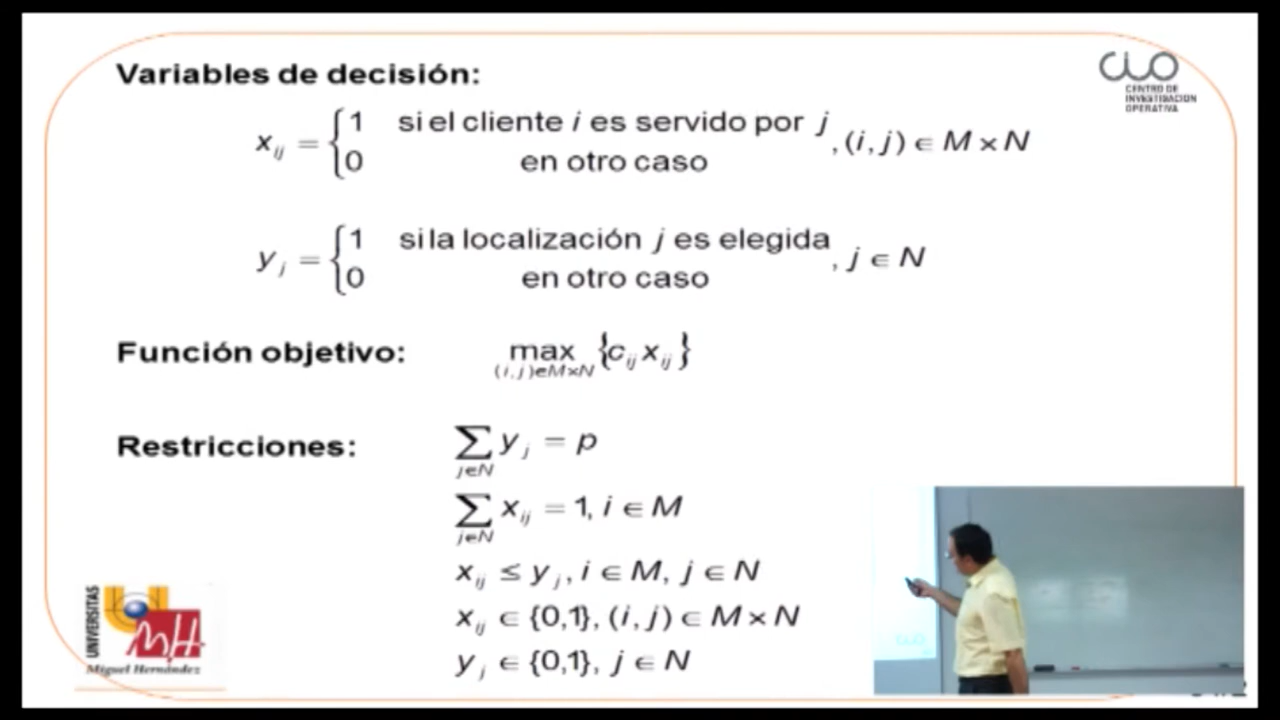 Variables de decisión:
CIO
CENTRO DE
INVESTIGACION
OPERATIVA
x_ij = { 1 si el cliente i es servido por j
0 en otro caso , (i, j) ∈ M × N
y_j = { 1 si la localización j es elegida
0 en otro caso , j ∈ N
Función objetivo: max {c_ij x_ij}
(i,j)∈M×N
Restricciones: ∑ y_j = p
j∈N
∑ x_ij = 1, i ∈ M
j∈N
x_ij ≤ y_j, i ∈ M, j ∈ N
x_ij ∈ {0,1}, (i, j) ∈ M × N
y_j ∈ {0,1}, j ∈ N
UNIVERSITAS
Miguel Hernández